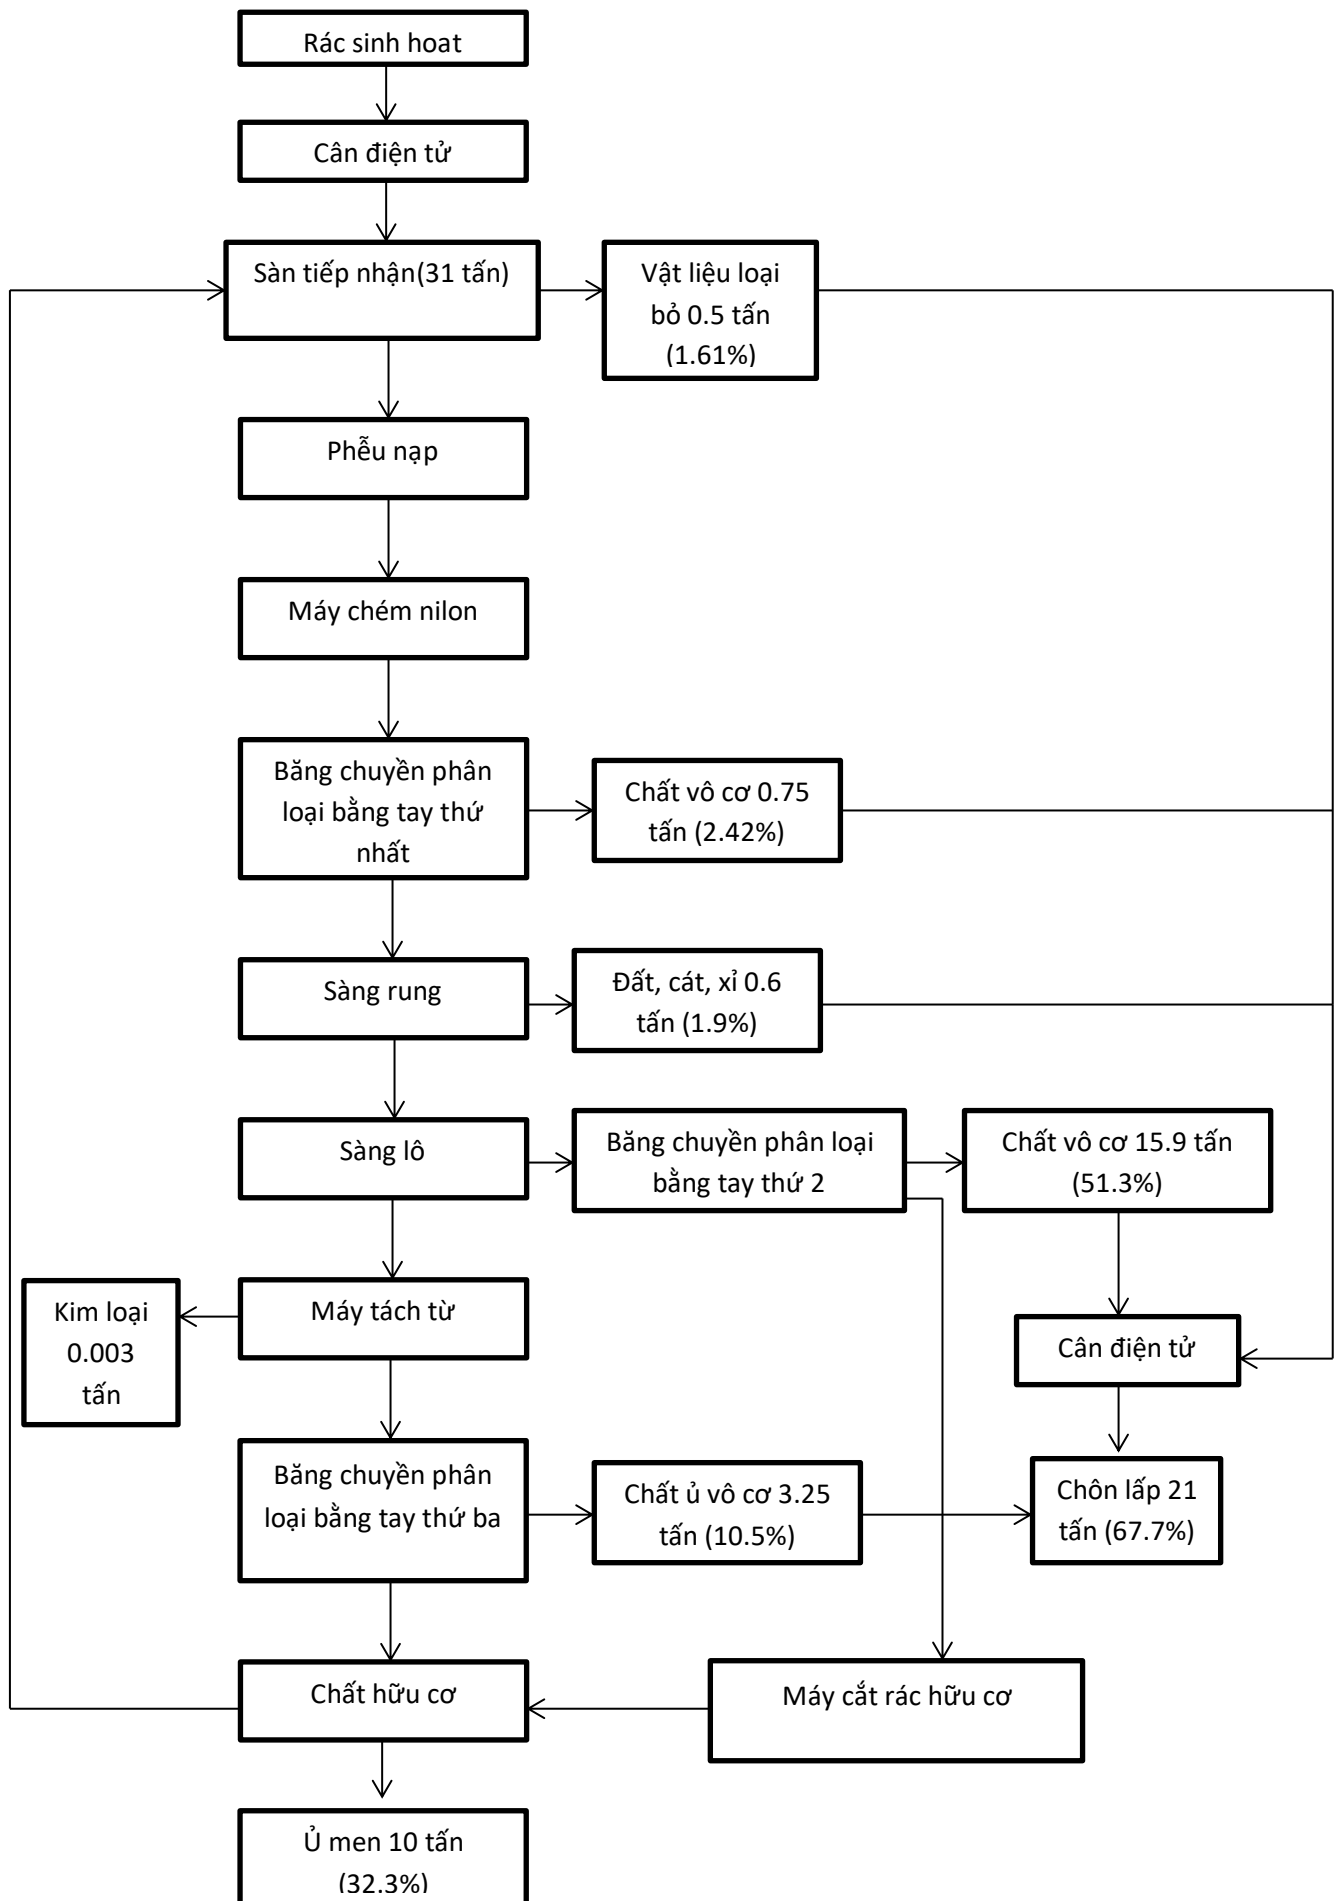 Rác sinh hoat
Cân điện tử
Sàn tiếp nhận(31 tấn)
Vật liệu loại
bỏ 0.5 tấn
(1.61%)
Phễu nạp
Máy chém nilon
Băng chuyền phân
loại bằng tay thứ
nhất
Chất vô cơ 0.75
tấn (2.42%)
Sàng rung
Đất, cát, xỉ 0.6
tấn (1.9%)
Sàng lô
Băng chuyền phân loại
bằng tay thứ 2
Chất vô cơ 15.9 tấn
(51.3%)
Kim loại
0.003
tấn
Máy tách từ
Cân điện tử
Băng chuyền phân
loại bằng tay thứ ba
Chất ủ vô cơ 3.25
tấn (10.5%)
Chôn lấp 21
tấn (67.7%)
Chất hữu cơ
Máy cắt rác hữu cơ
Ủ men 10 tấn
(32.3%)